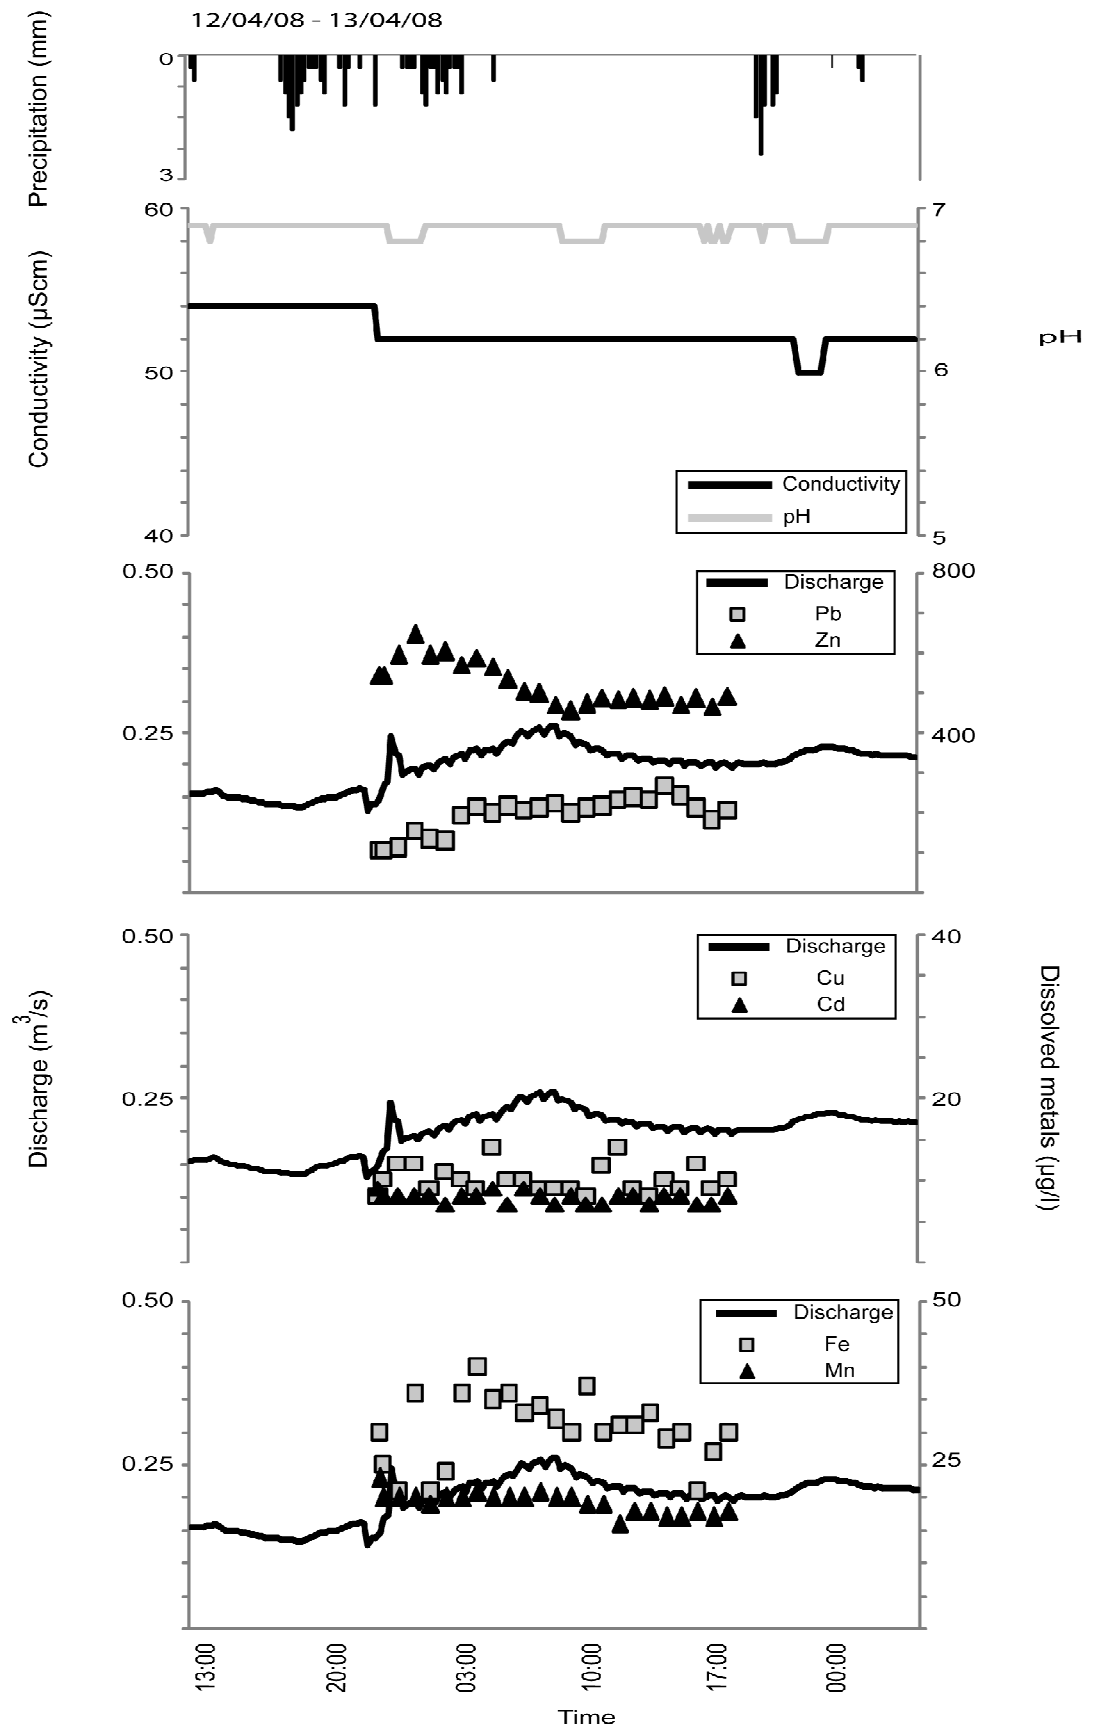 12/04/08 - 13/04/08
Precipitation (mm)
0
3
60
50
40
Conductivity (µScm)
7
6
5
pH
Conductivity
pH
0.50
0.25
800
400
Discharge
Pb
Zn
0.50
0.25
40
20
Discharge
Cu
Cd
Discharge (m³/s)
Dissolved metals (µg/l)
0.50
0.25
50
25
Discharge
Fe
Mn
13:00 20:00 03:00 10:00 17:00 00:00
Time